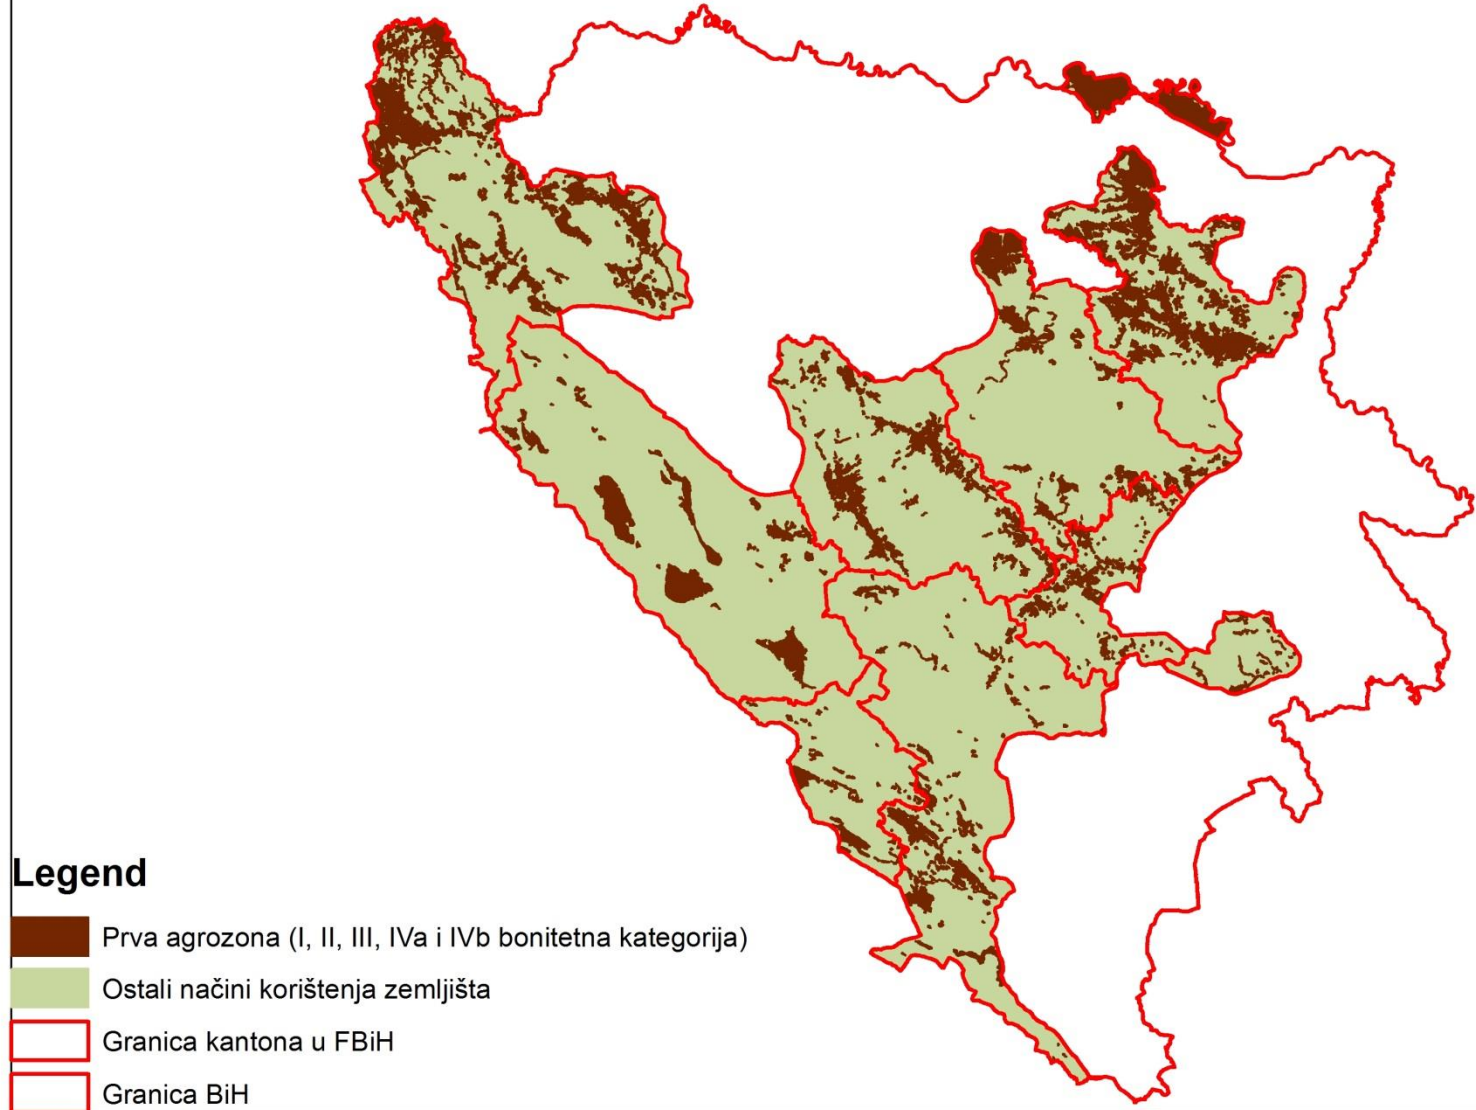 Legend
Prva agrozona (I, II, III, IVa i IVb bonitetna kategorija)
Ostali načini korištenja zemljišta
Granica kantona u FBiH
Granica BiH